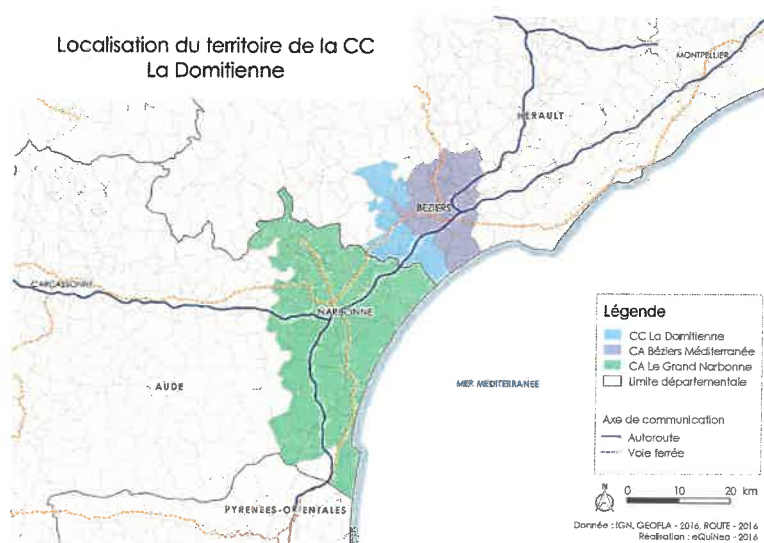 Localisation du territoire de la CC
La Domitienne
MONTPELLIER
HERAULT
BEZIERS
CARCASSONNE
NARBONNE
AUDE
MER MEDITERRANEE
PYRENEES-ORIENTALES
Légende
CC La Domitienne
CA Béziers Méditerranée
CA Le Grand Narbonne
Limite départementale
Axe de communication
Autoroute
Voie ferrée
N
0 10 20 km
Donnée : IGN, GEOFLA - 2016, ROUTE - 2016
Réalisation : eQuiNeo - 2016